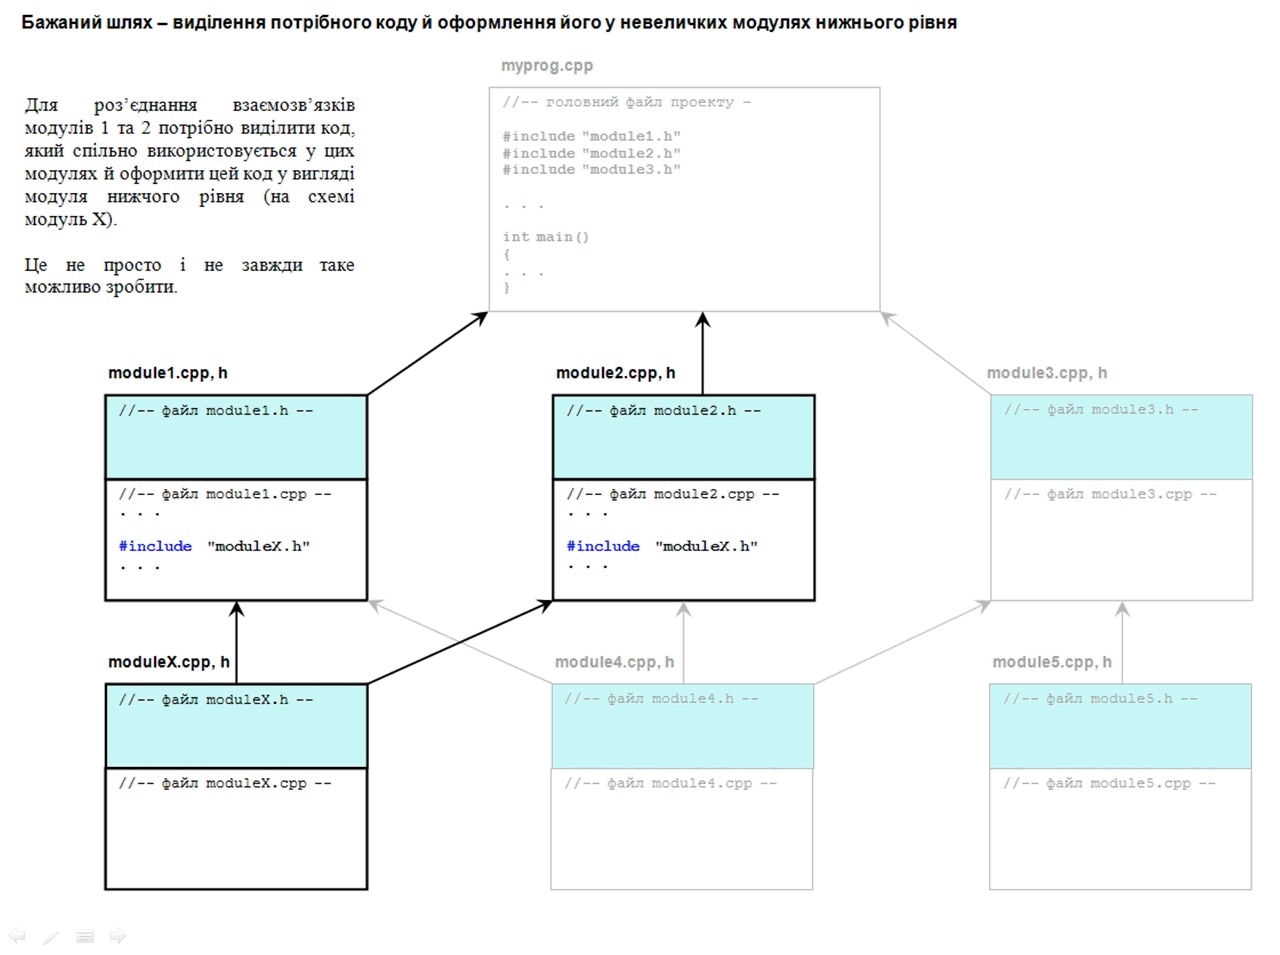 Бажаний шлях – виділення потрібного коду й оформлення його у невеличких модулях нижнього рівня
Для роз’єднання взаємозв’язків
модулів 1 та 2 потрібно виділити код,
який спільно використовується у цих
модулях й оформити цей код у вигляді
модуля нижчого рівня (на схемі
модуль X).
Це не просто і не завжди таке
можливо зробити.
myprog.cpp
//-- головний файл проекту –
#include "module1.h"
#include "module2.h"
#include "module3.h"
. . .
int main()
{
. . .
}
module1.cpp, h
//-- файл module1.h --
//-- файл module1.cpp --
. . .
#include "moduleX.h"
. . .
module2.cpp, h
//-- файл module2.h --
//-- файл module2.cpp --
. . .
#include "moduleX.h"
. . .
module3.cpp, h
//-- файл module3.h --
//-- файл module3.cpp --
moduleX.cpp, h
//-- файл moduleX.h --
//-- файл moduleX.cpp --
module4.cpp, h
//-- файл module4.h --
//-- файл module4.cpp --
module5.cpp, h
//-- файл module5.h --
//-- файл module5.cpp --